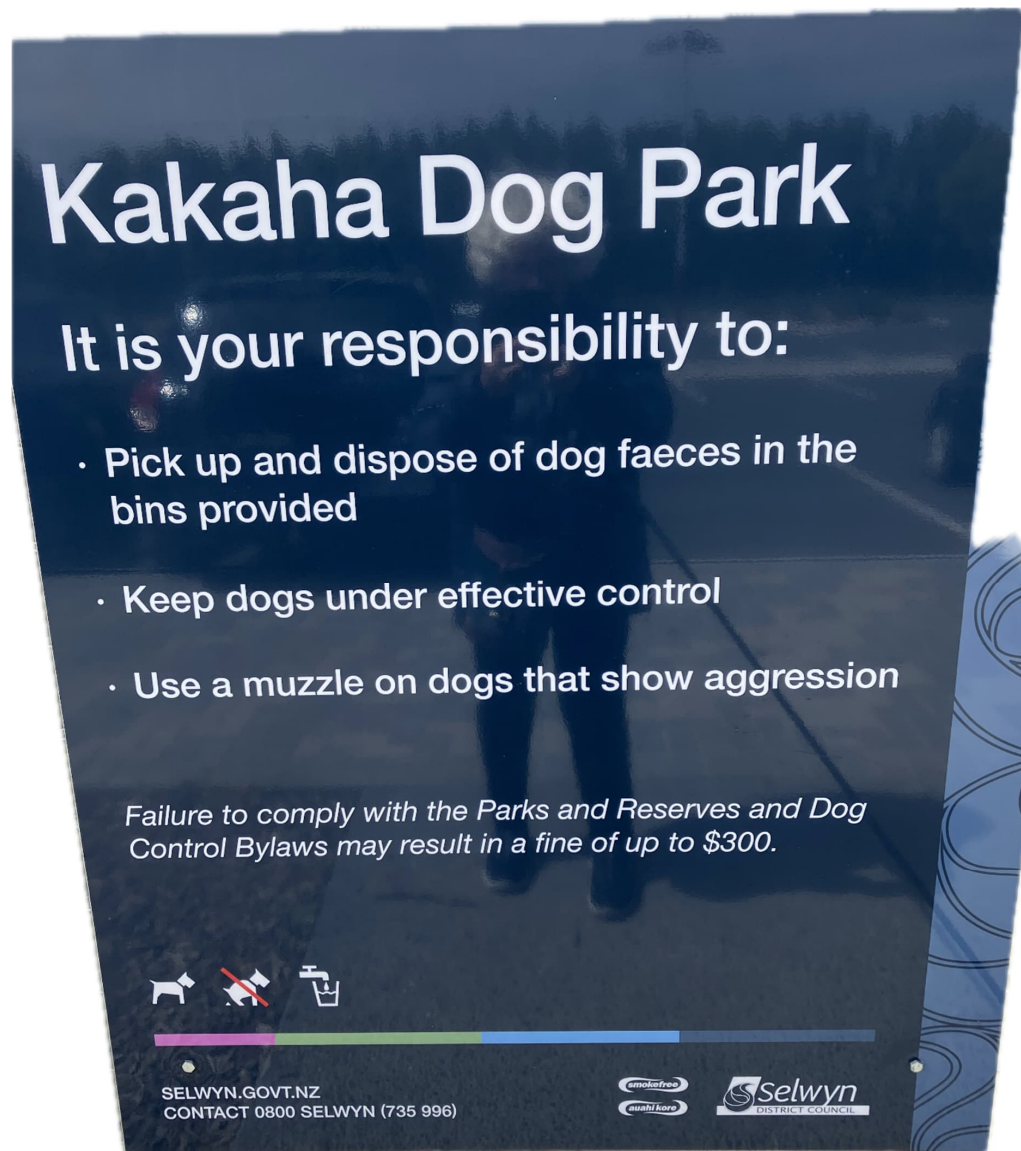 Kakaha Dog Park
It is your responsibility to:
· Pick up and dispose of dog faeces in the
bins provided
· Keep dogs under effective control
· Use a muzzle on dogs that show aggression
Failure to comply with the Parks and Reserves and Dog
Control Bylaws may result in a fine of up to $300.
SELWYN.GOVT.NZ
CONTACT 0800 SELWYN (735 996)
smokefree
auahi kore
Selwyn
DISTRICT COUNCIL